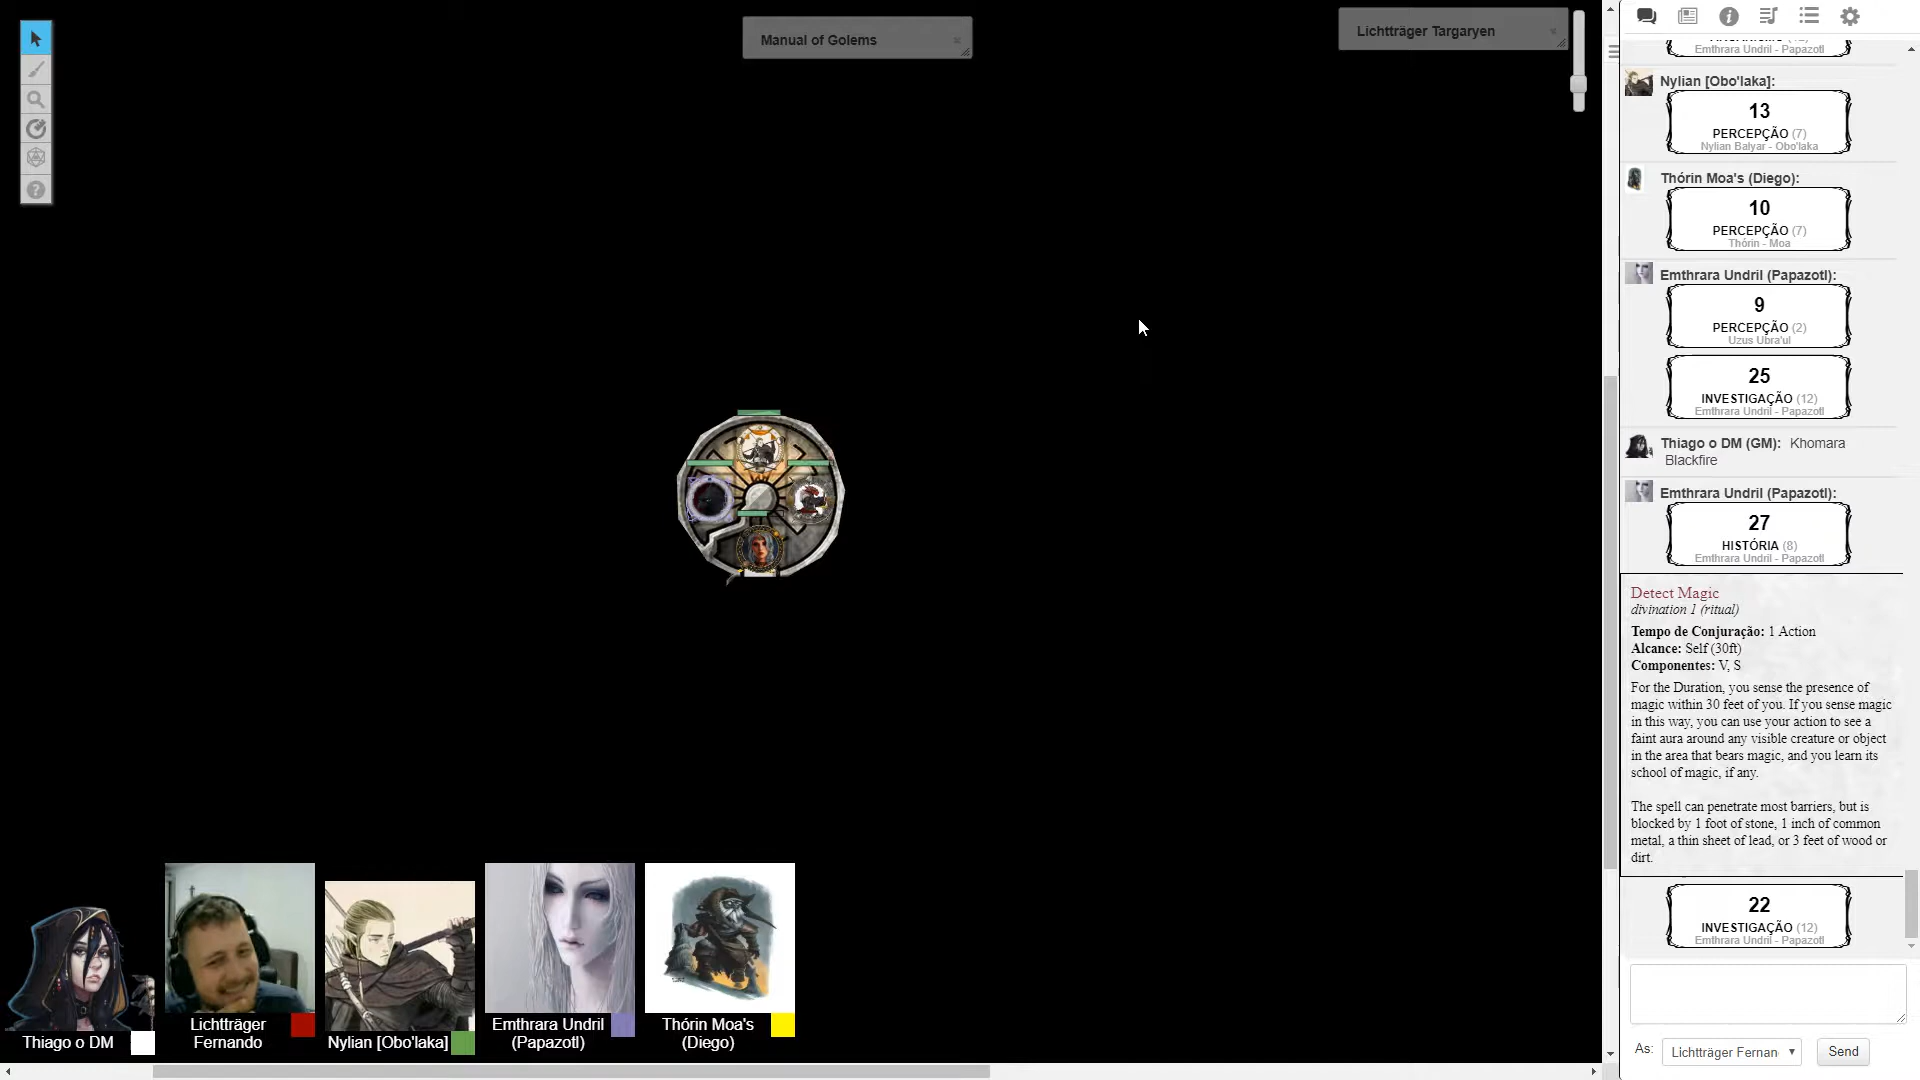 Manual of Golems
Lichtträger Targaryen
Emthrara Undril - Papazotl
Nylian [Obo'laka]:
13
PERCEPÇÃO (7)
Nylian Balyar - Obo'laka
Thórin Moa's (Diego):
10
PERCEPÇÃO (7)
Thórin - Moa
Emthrara Undril (Papazotl):
9
PERCEPÇÃO (2)
Uzus Ubra'ul
25
INVESTIGAÇÃO (12)
Emthrara Undril - Papazotl
Thiago o DM (GM): Khomara
Blackfire
Emthrara Undril (Papazotl):
27
HISTÓRIA (8)
Emthrara Undril - Papazotl
Detect Magic
divination 1 (ritual)
Tempo de Conjuração: 1 Action
Alcance: Self (30ft)
Componentes: V, S
For the Duration, you sense the presence of
magic within 30 feet of you. If you sense magic
in this way, you can use your action to see a
faint aura around any visible creature or object
in the area that bears magic, and you learn its
school of magic, if any.
The spell can penetrate most barriers, but is
blocked by 1 foot of stone, 1 inch of common
metal, a thin sheet of lead, or 3 feet of wood or
dirt.
22
INVESTIGAÇÃO (12)
Emthrara Undril - Papazotl
As: Lichtträger Fernan Send
Thiago o DM
Lichtträger
Fernando
Nylian [Obo'laka]
Emthrara Undril
(Papazotl)
Thórin Moa's
(Diego)